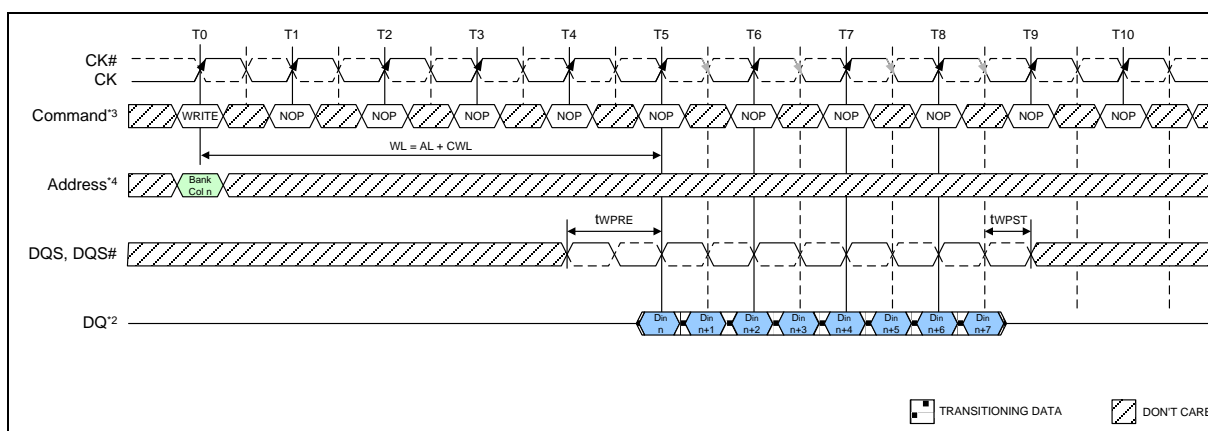 T0 T1 T2 T3 T4 T5 T6 T7 T8 T9 T10
CK#
CK
Command*3 WRITE NOP NOP NOP NOP NOP NOP NOP NOP NOP NOP
WL = AL + CWL
Address*4
Bank
Col n
tWPRE tWPST
DQS, DQS#
DQ*2
Din n Din n+1 Din n+2 Din n+3 Din n+4 Din n+5 Din n+6 Din n+7
TRANSITIONING DATA DON'T CARE